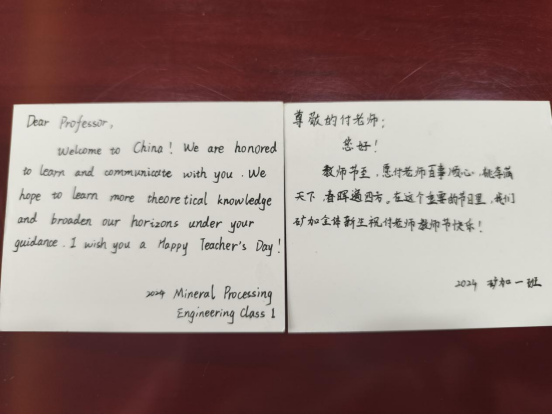 Dear Professor,
Welcome to China! We are honored
to learn and communicate with you. We
hope to learn more theoretical knowledge
and broaden our horizons under your
guidance. I wish you a Happy Teacher's Day!
2024 Mineral Processing
Engineering Class 1
尊敬的付老师:
您好!
教师节至,愿付老师百事顺心,桃李满
天下,春晖遍四方。在这个重要的节日里,我们
矿加全体新生祝付老师教师节快乐!
2024 矿加一班